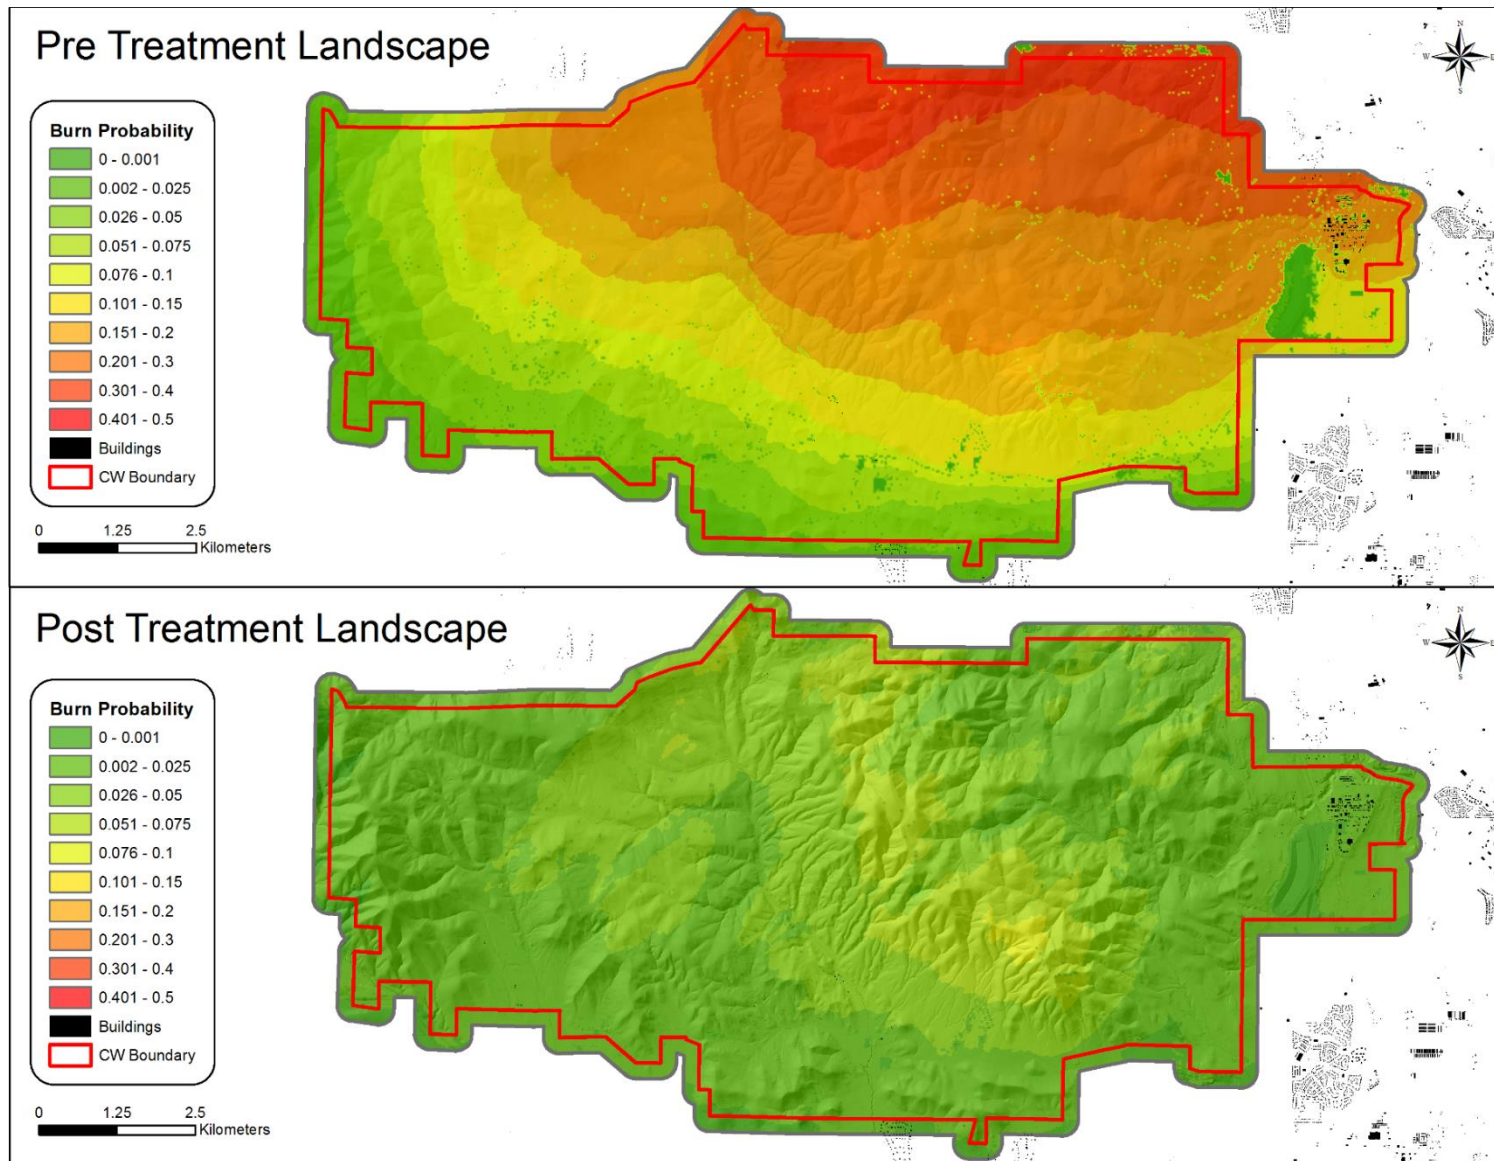 Pre Treatment Landscape
N
W
E
S
Burn Probability
0 - 0.001
0.002 - 0.025
0.026 - 0.05
0.051 - 0.075
0.076 - 0.1
0.101 - 0.15
0.151 - 0.2
0.201 - 0.3
0.301 - 0.4
0.401 - 0.5
Buildings
CW Boundary
0 1.25 2.5
Kilometers
Post Treatment Landscape
N
W
E
S
Burn Probability
0 - 0.001
0.002 - 0.025
0.026 - 0.05
0.051 - 0.075
0.076 - 0.1
0.101 - 0.15
0.151 - 0.2
0.201 - 0.3
0.301 - 0.4
0.401 - 0.5
Buildings
CW Boundary
0 1.25 2.5
Kilometers